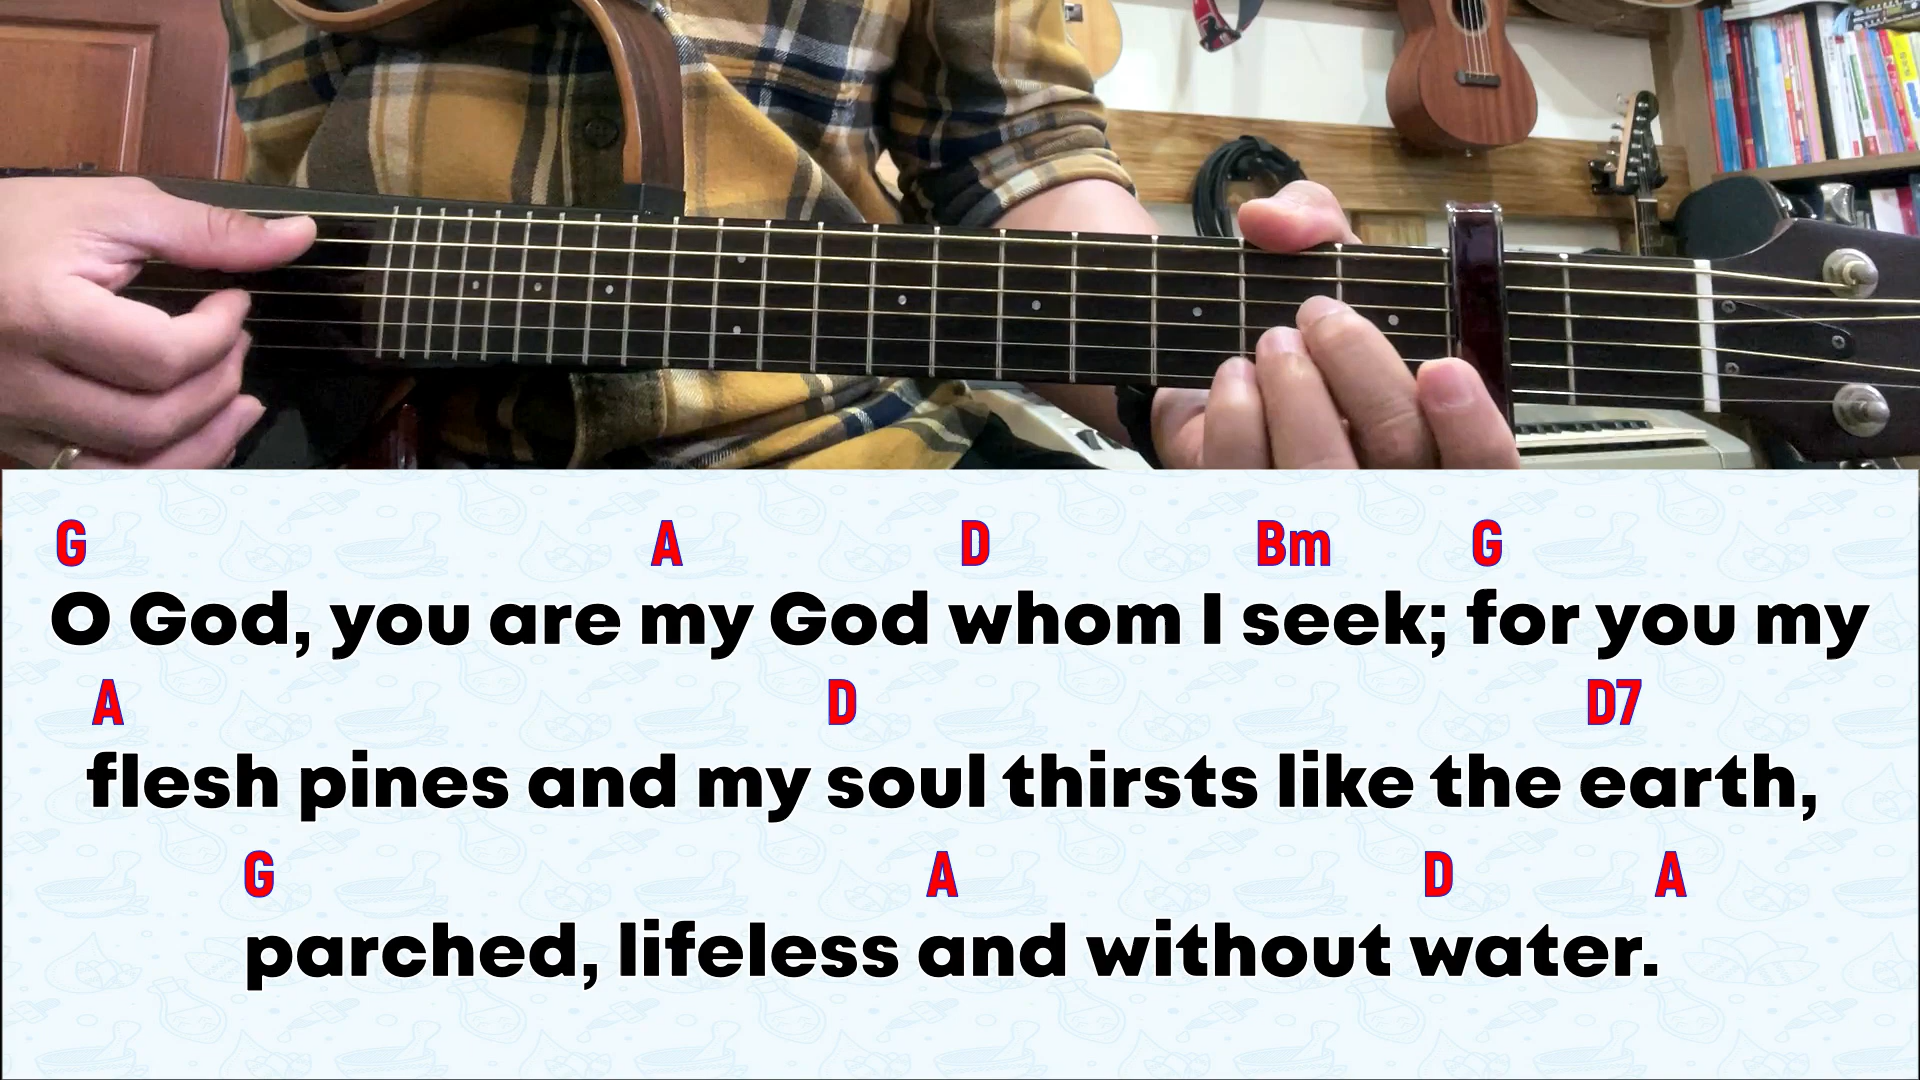 G A D Bm G
O God, you are my God whom I seek; for you my
A D D7
flesh pines and my soul thirsts like the earth,
G A D A
parched, lifeless and without water.